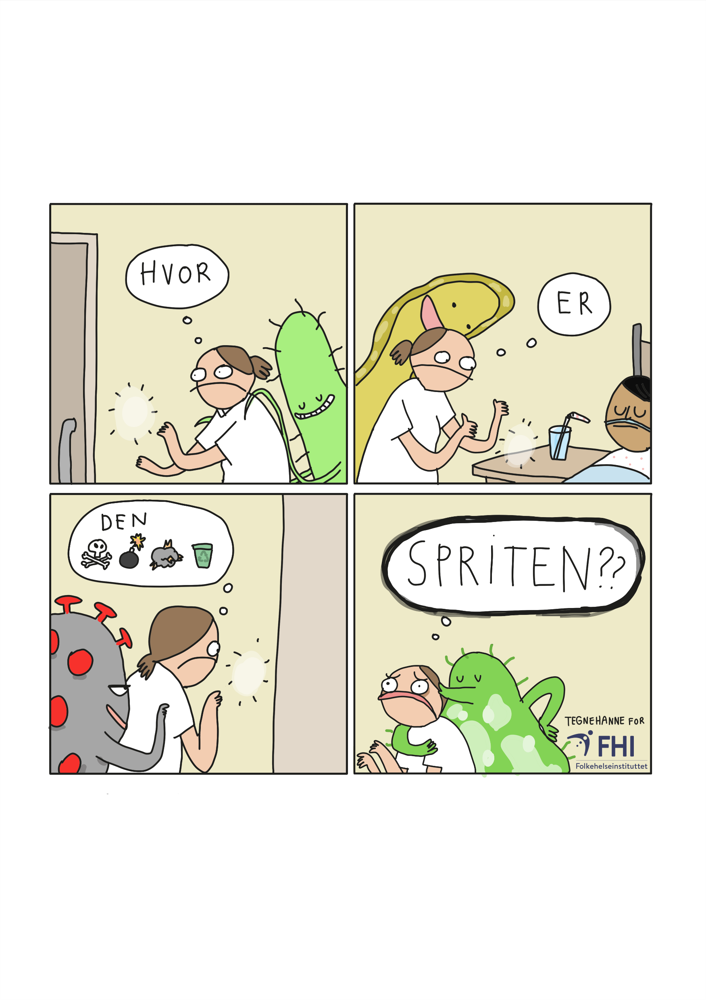 HVOR
ER
DEN
SPRITEN??
TEGNEHANNE FOR
FHI
Folkehelseinstituttet